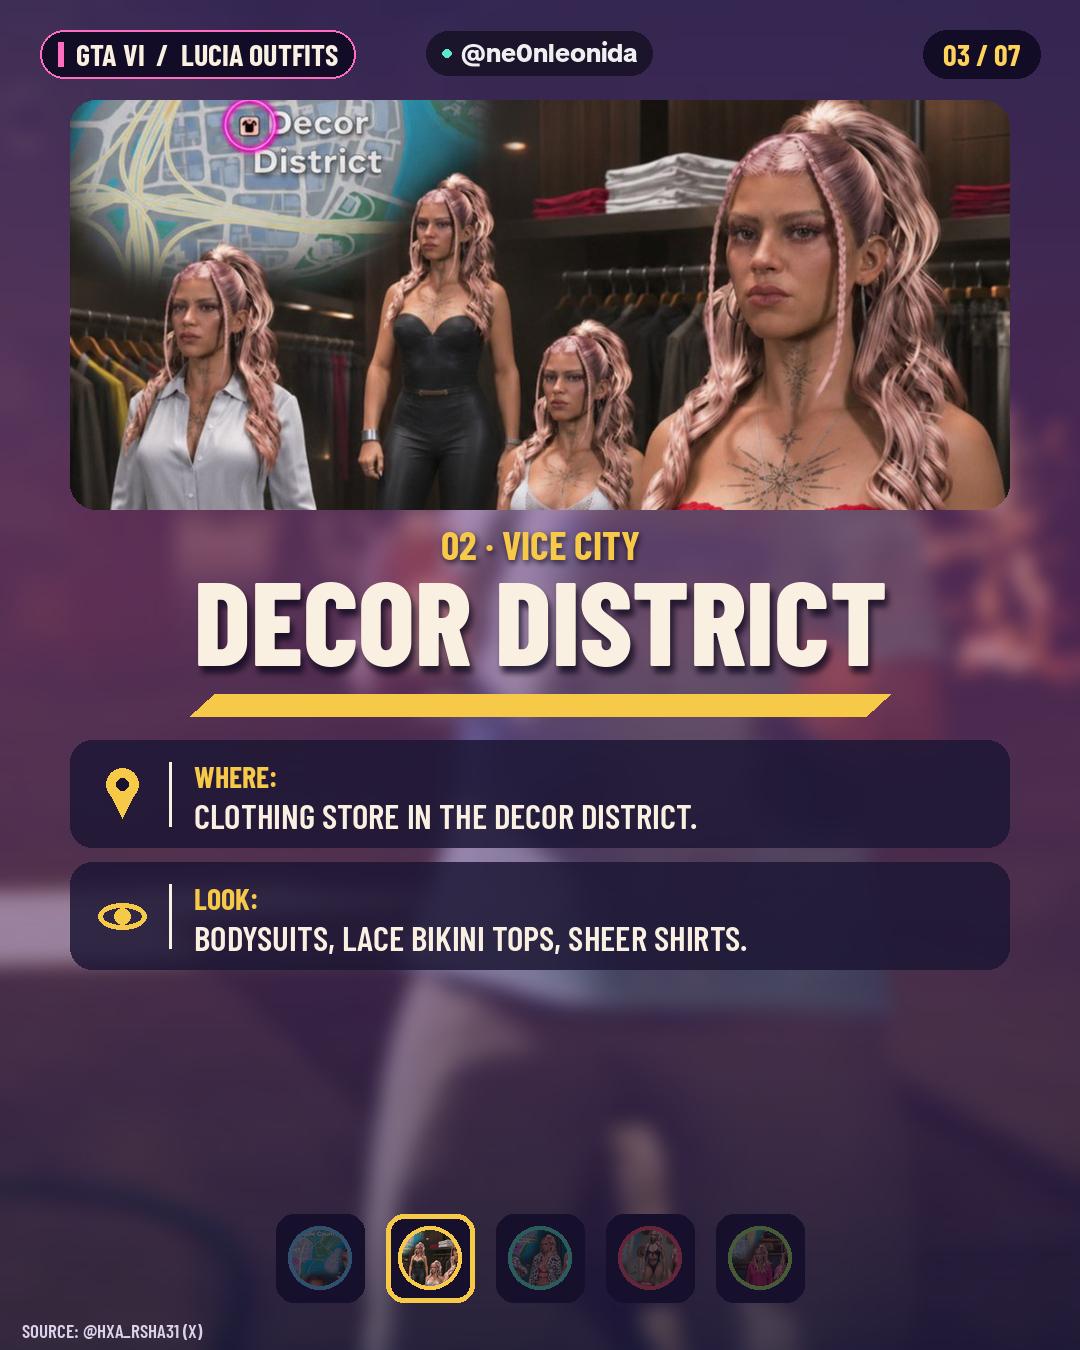 GTA VI / LUCIA OUTFITS
@ne0nleonida
03 / 07
Decor
District
02 · VICE CITY
DECOR DISTRICT
WHERE:
CLOTHING STORE IN THE DECOR DISTRICT.
LOOK:
BODYSUITS, LACE BIKINI TOPS, SHEER SHIRTS.
SOURCE: @HXA_RSHA31 (X)